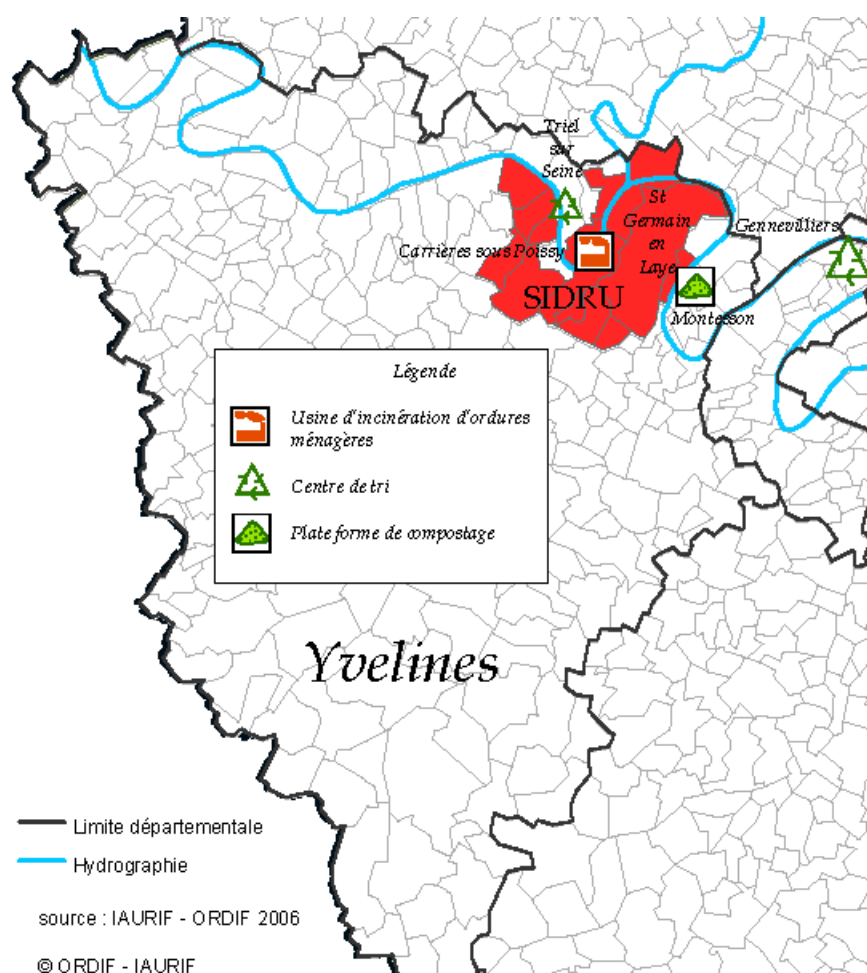 Triel
sur
Seine
St
Germain
en
Laye
Gennevilliers
Carrières sous Poissy
SIDRU
Montesson
Légende
Usine d'incinération d'ordures
ménagères
Centre de tri
Plate forme de compostage
Yvelines
Limite départementale
Hydrographie
source : IAURIF - ORDIF 2006
© ORDIF - IAURIF